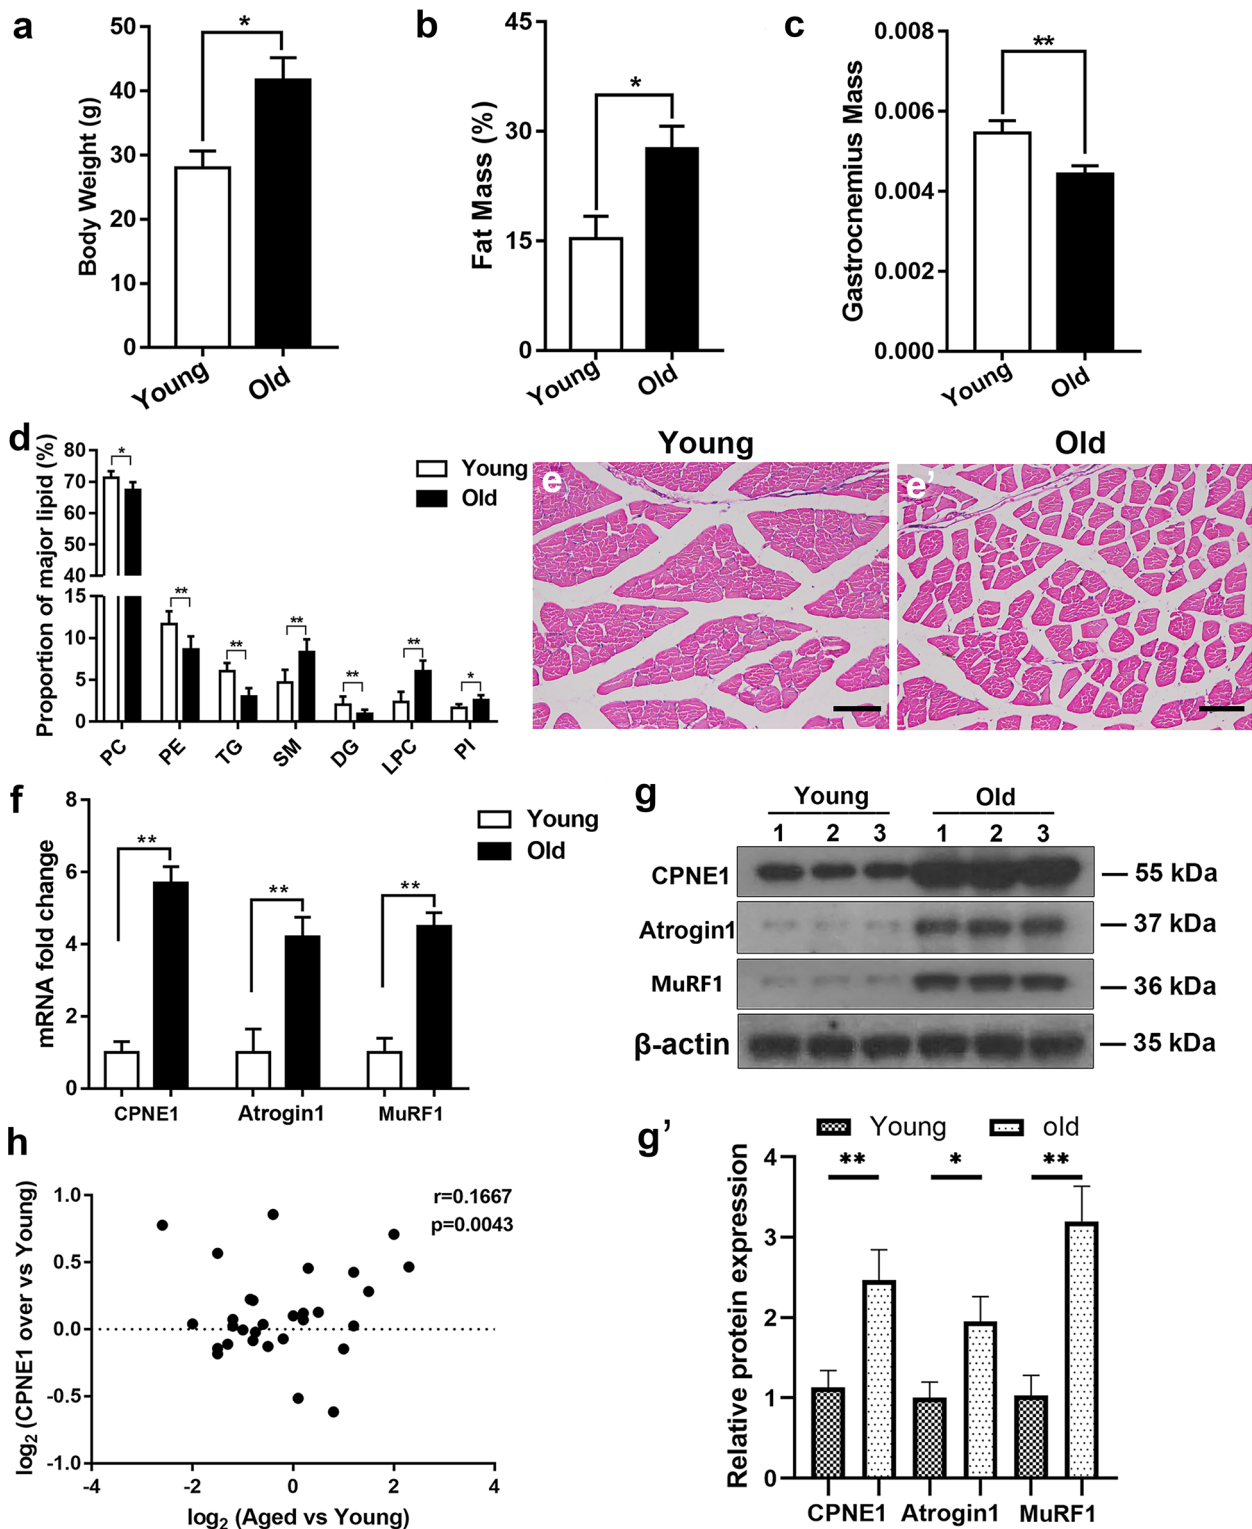 a
50
40
30
20
10
0
Body Weight (g)
*
Young
Old
b
45
30
15
0
Fat Mass (%)
*
Young
Old
c
0.008
0.006
0.004
0.002
0.000
Gastrocnemius Mass
**
Young
Old
d
Proportion of major lipid (%)
80
70
60
50
40
15
10
5
0
*
**
**
**
**
**
*
PC
PE
TG
SM
DG
LPC
PI
Young
Old
Young
Old
e
e’
f
mRNA fold change
8
6
4
2
0
**
**
**
CPNE1
Atrogin1
MuRF1
Young
Old
g
Young
Old
1 2 3 1 2 3
CPNE1
55 kDa
Atrogin1
37 kDa
MuRF1
36 kDa
β-actin
35 kDa
h
log2 (CPNE1 over vs Young)
1.0
0.5
0.0
-0.5
-1.0
r=0.1667
p=0.0043
-4
-2
0
2
4
log2 (Aged vs Young)
g’
Young
old
Relative protein expression
4
3
2
1
0
**
*
**
CPNE1
Atrogin1
MuRF1